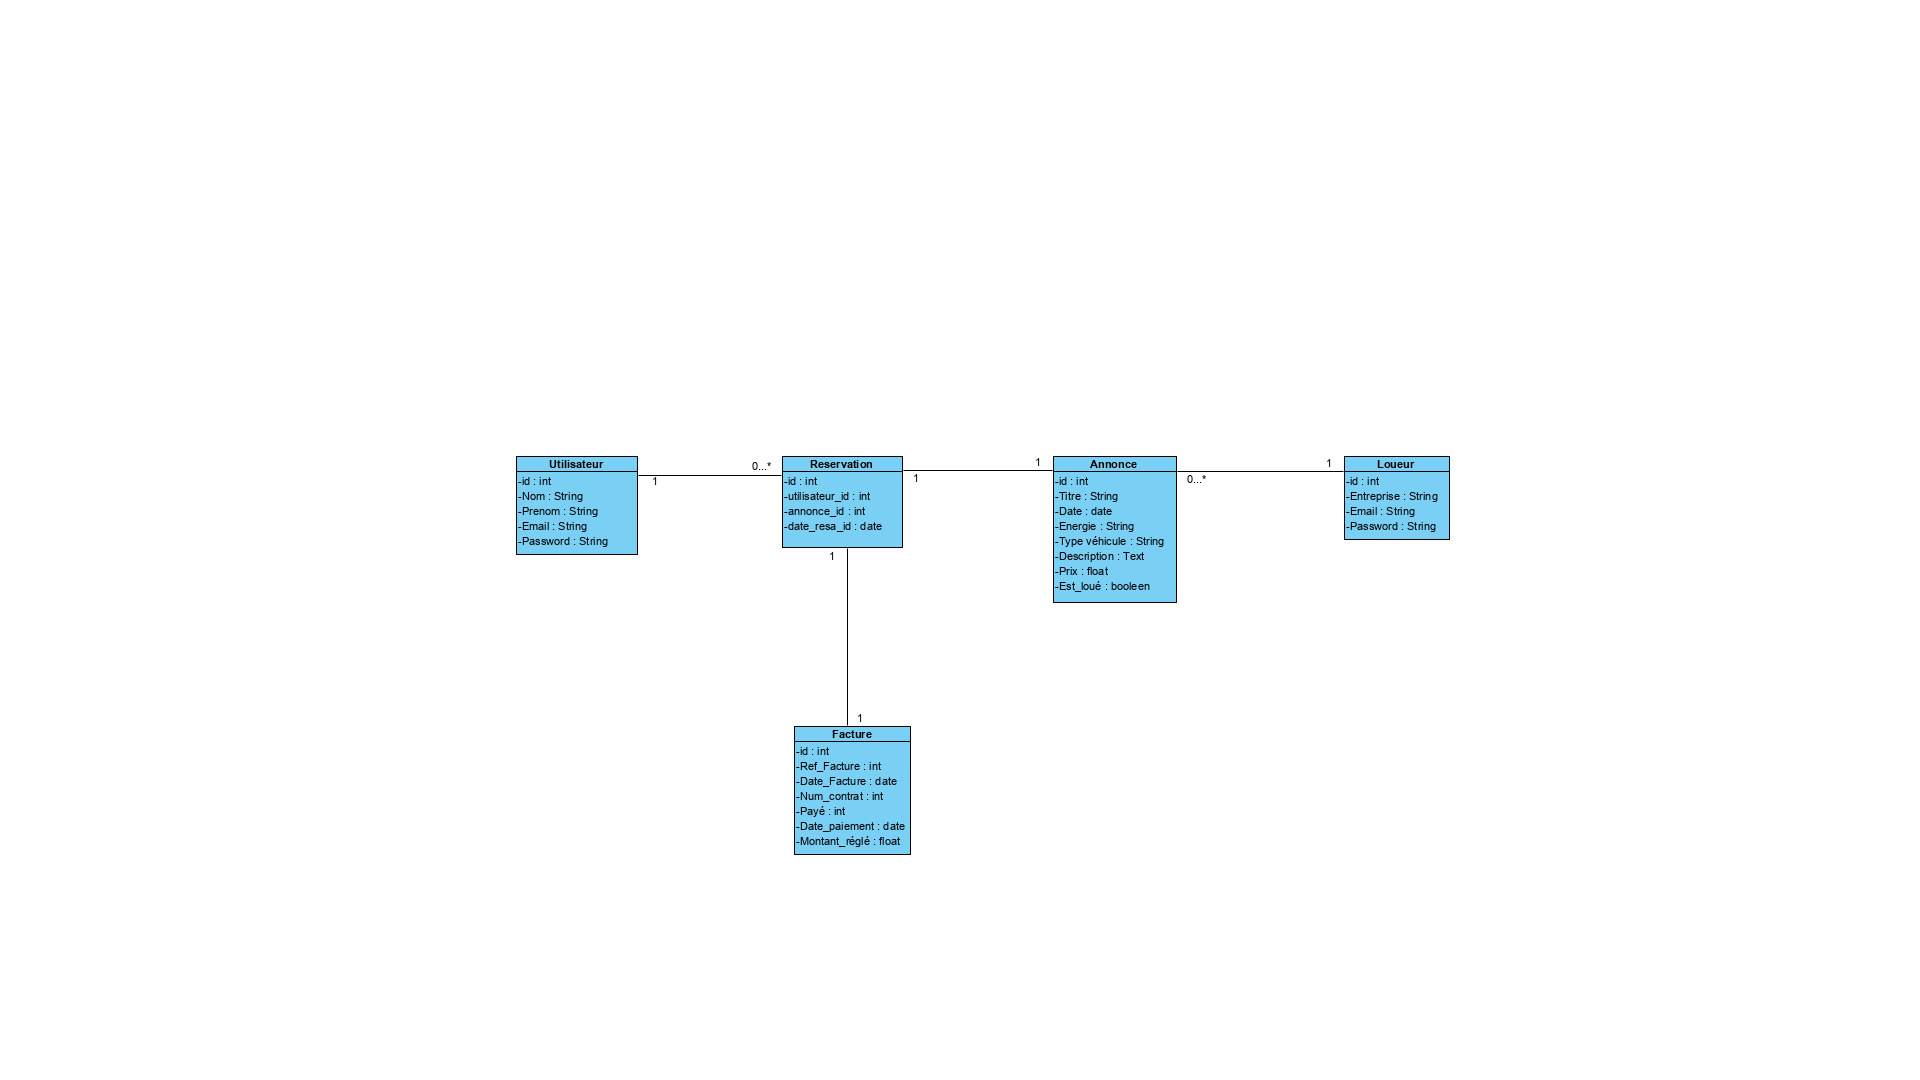 Utilisateur
-id : int
-Nom : String
-Prenom : String
-Email : String
-Password : String
1
0...*
Reservation
-id : int
-utilisateur_id : int
-annonce_id : int
-date_resa_id : date
1
1
Annonce
-id : int
-Titre : String
-Date : date
-Energie : String
-Type véhicule : String
-Description : Text
-Prix : float
-Est_loué : booleen
0...*
1
Loueur
-id : int
-Entreprise : String
-Email : String
-Password : String
1
1
Facture
-id : int
-Ref_Facture : int
-Date_Facture : date
-Num_contrat : int
-Payé : int
-Date_paiement : date
-Montant_réglé : float